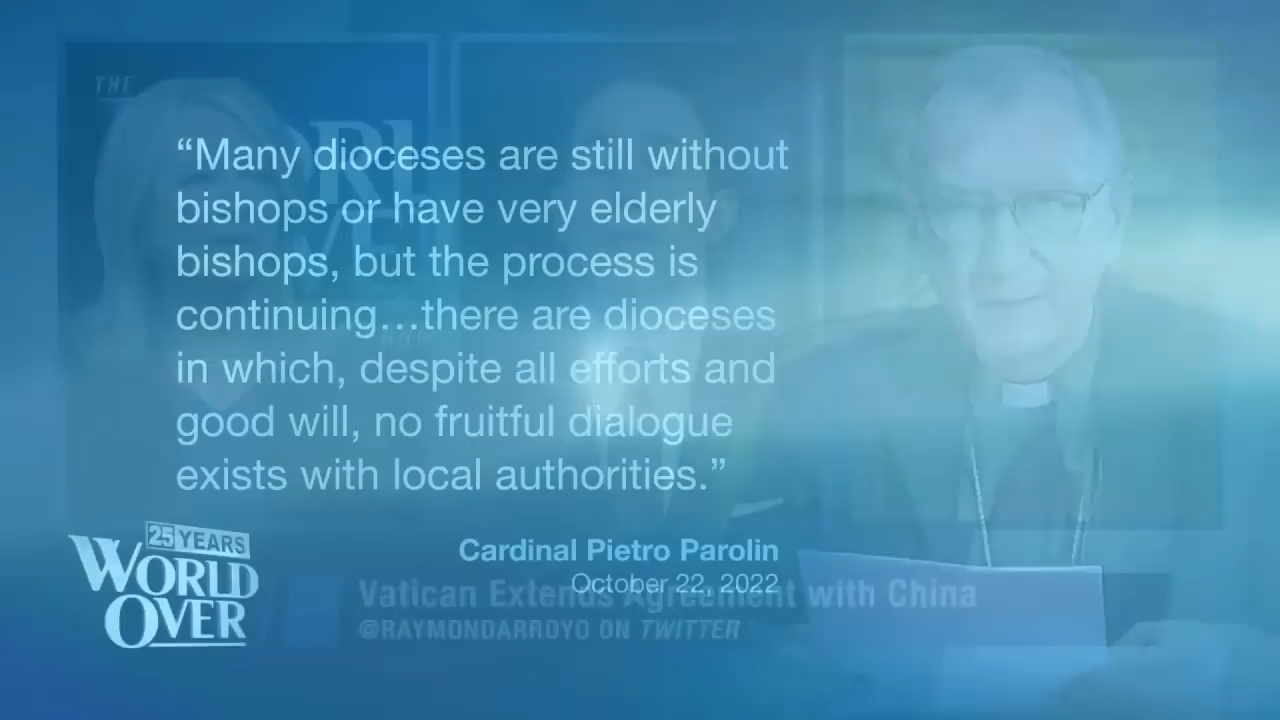 THE
“Many dioceses are still without
bishops or have very elderly
bishops, but the process is
continuing…there are dioceses
in which, despite all efforts and
good will, no fruitful dialogue
exists with local authorities.”
Cardinal Pietro Parolin
October 22, 2022
25 YEARS
WORLD
OVER
Vatican Extends Agreement with China
@RAYMONDARROYO ON TWITTER